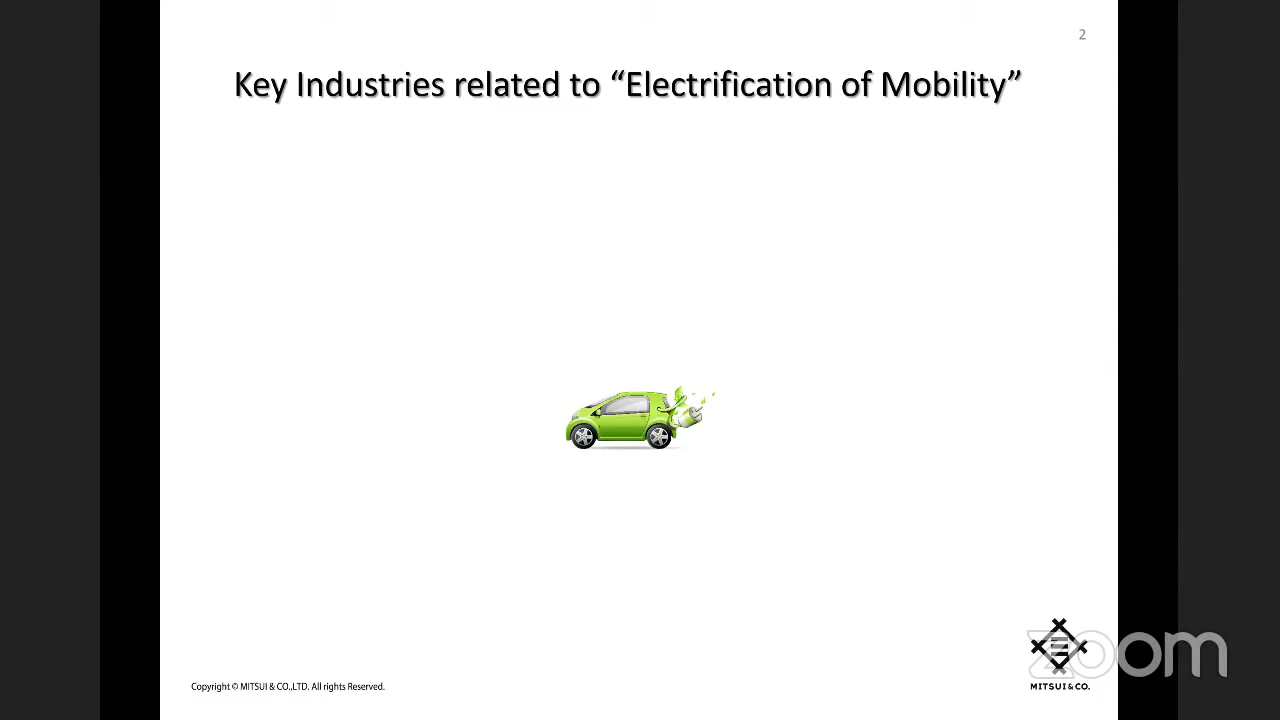 2
Key Industries related to “Electrification of Mobility”
zoom
MITSUI & CO.
Copyright © MITSUI & CO.,LTD. All rights Reserved.